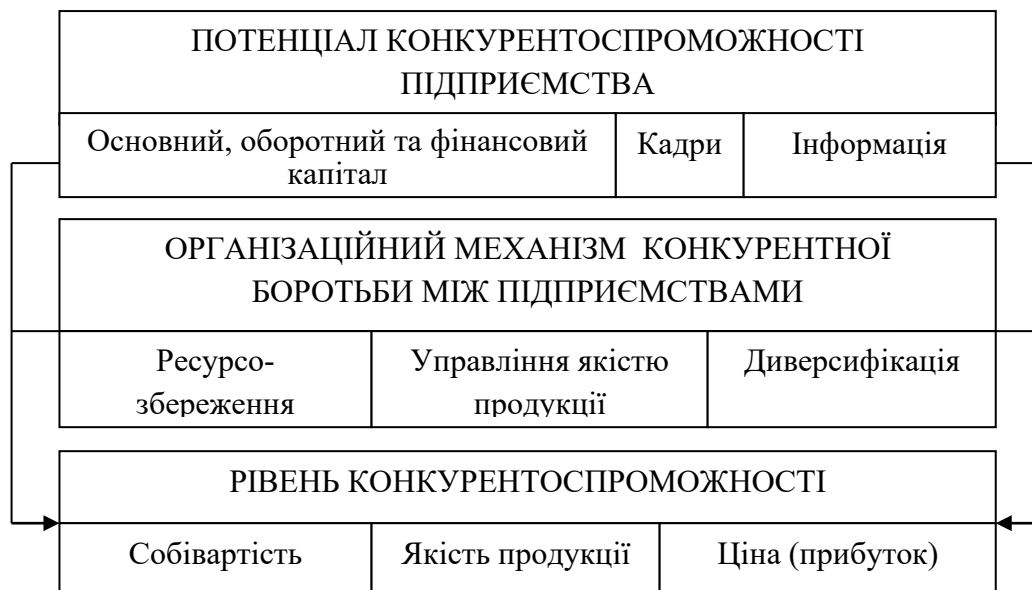 ПОТЕНЦІАЛ КОНКУРЕНТОСПРОМОЖНОСТІ
ПІДПРИЄМСТВА
Основний, оборотний та фінансовий
капітал
Кадри
Інформація
ОРГАНІЗАЦІЙНИЙ МЕХАНІЗМ КОНКУРЕНТНОЇ
БОРОТЬБИ МІЖ ПІДПРИЄМСТВАМИ
Ресурсо-
збереження
Управління якістю
продукції
Диверсифікація
РІВЕНЬ КОНКУРЕНТОСПРОМОЖНОСТІ
Собівартість
Якість продукції
Ціна (прибуток)